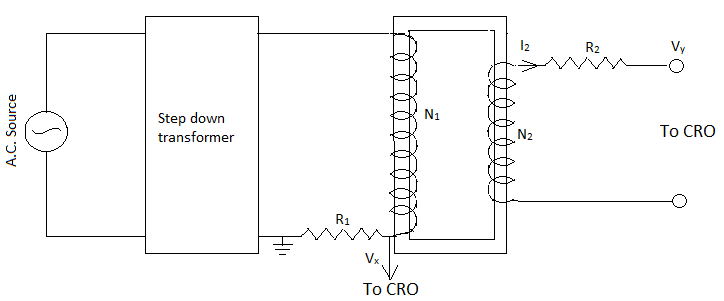 A.C. Source
Step down
transformer
N1
N2
I2
R2
Vy
To CRO
R1
Vx
To CRO